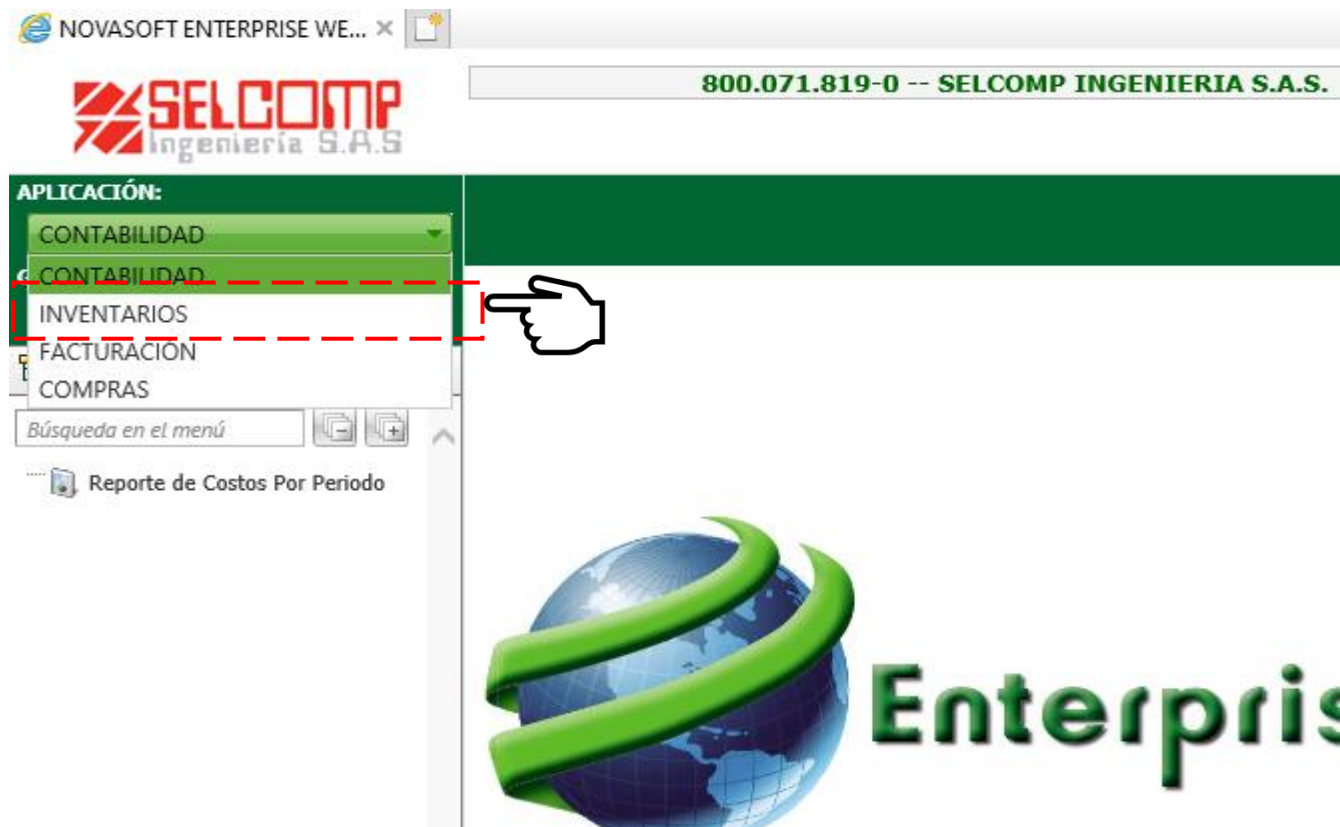 NOVASOFT ENTERPRISE WE...
SELCOMP
Ingeniería S.A.S
800.071.819-0 -- SELCOMP INGENIERIA S.A.S.
APLICACIÓN:
CONTABILIDAD
CONTABILIDAD
INVENTARIOS
FACTURACIÓN
COMPRAS
Búsqueda en el menú
Reporte de Costos Por Periodo
Enterpris